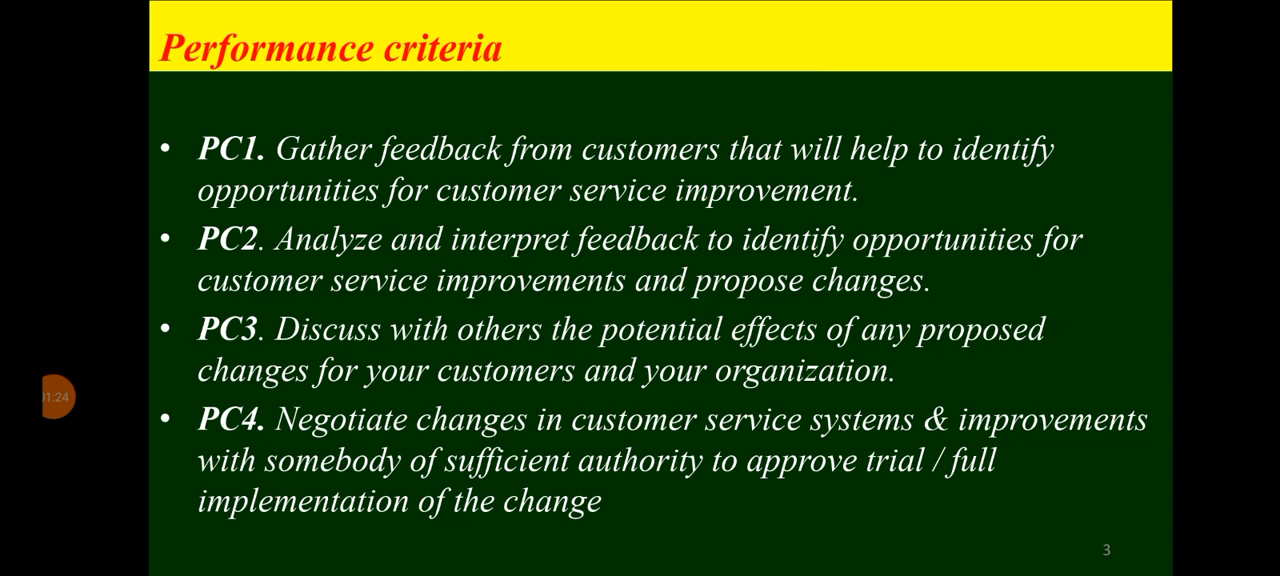 Performance criteria
• PC1. Gather feedback from customers that will help to identify
opportunities for customer service improvement.
• PC2. Analyze and interpret feedback to identify opportunities for
customer service improvements and propose changes.
• PC3. Discuss with others the potential effects of any proposed
changes for your customers and your organization.
• PC4. Negotiate changes in customer service systems & improvements
with somebody of sufficient authority to approve trial / full
implementation of the change
01:24
3